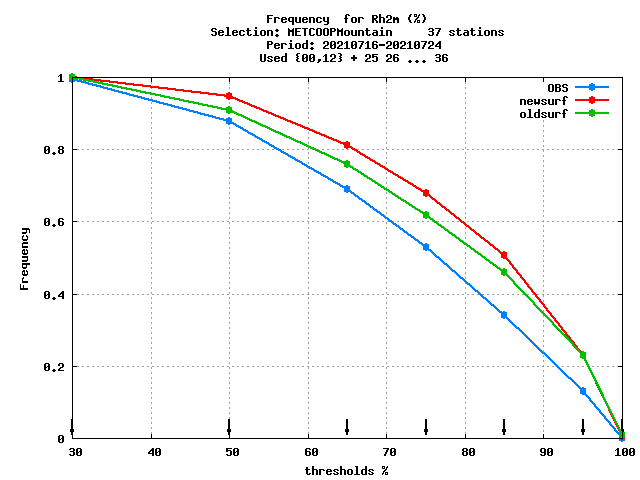 Frequency  for Rh2m (%)
Selection: METCOOPMountain     37 stations
Period: 20210716-20210724
Used {00,12} + 25 26 ... 36
OBS
newsurf
oldsurf
1
0.8
0.6
0.4
0.2
0
Frequency
30 40 50 60 70 80 90 100
thresholds %